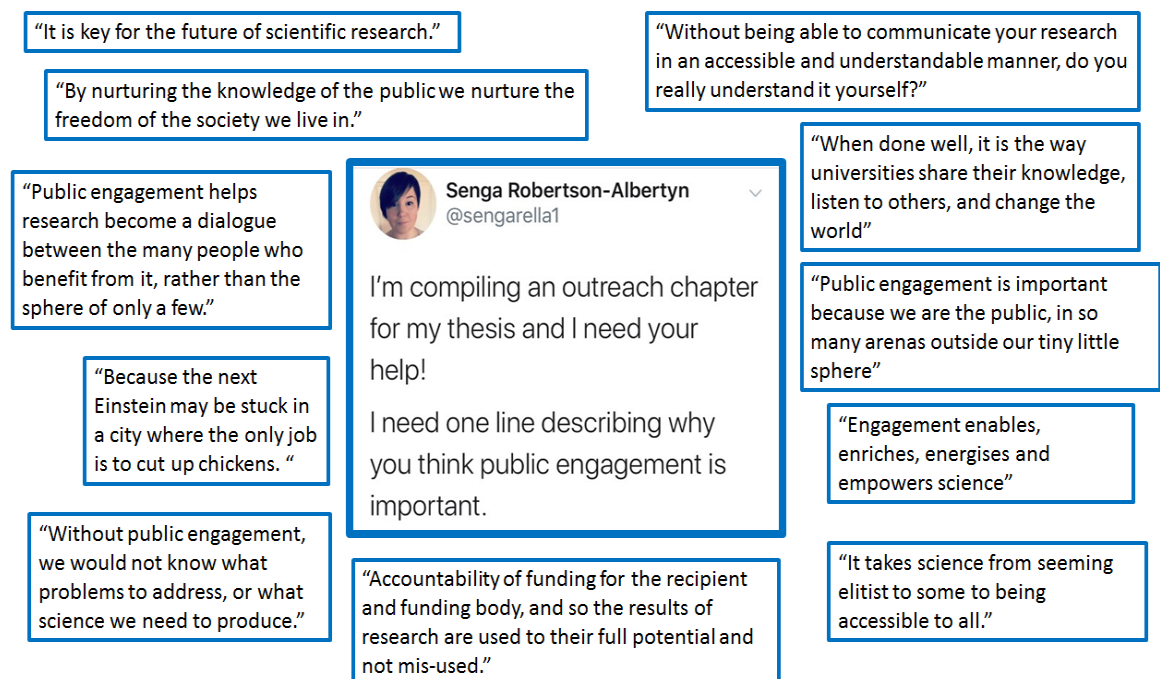 “It is key for the future of scientific research.”
“By nurturing the knowledge of the public we nurture the
freedom of the society we live in.”
“Without being able to communicate your research
in an accessible and understandable manner, do you
really understand it yourself?”
“Public engagement helps
research become a dialogue
between the many people who
benefit from it, rather than the
sphere of only a few.”
Senga Robertson-Albertyn
@sengarella1
I’m compiling an outreach chapter
for my thesis and I need your
help!
I need one line describing why
you think public engagement is
important.
“When done well, it is the way
universities share their knowledge,
listen to others, and change the
world”
“Public engagement is important
because we are the public, in so
many arenas outside our tiny little
sphere”
“Because the next
Einstein may be stuck in
a city where the only job
is to cut up chickens. “
“Engagement enables,
enriches, energises and
empowers science”
“Without public engagement,
we would not know what
problems to address, or what
science we need to produce.”
“Accountability of funding for the recipient
and funding body, and so the results of
research are used to their full potential and
not mis-used.”
“It takes science from seeming
elitist to some to being
accessible to all.”